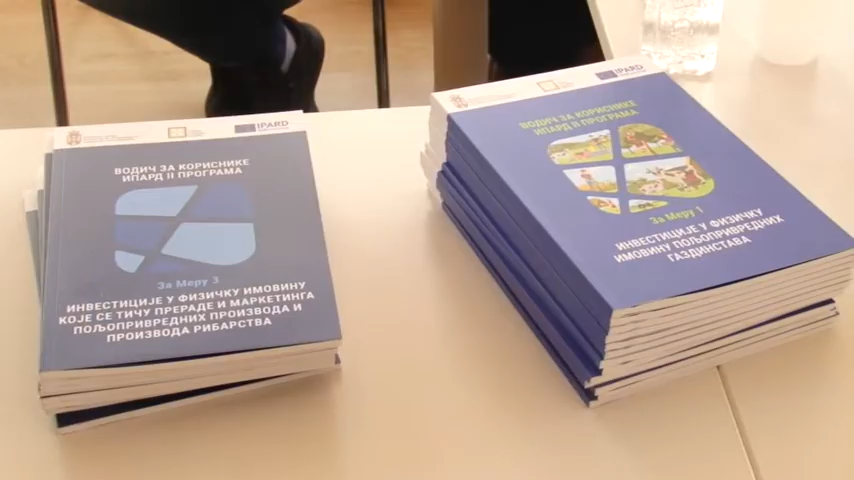 IPARD
ВОДИЧ ЗА КОРИСНИКЕ
ИПАРД II ПРОГРАМА
За Меру 3
ИНВЕСТИЦИЈЕ У ФИЗИЧКУ ИМОВИНУ
КОЈЕ СЕ ТИЧУ ПРЕРАДЕ И МАРКЕТИНГА
ПОЉОПРИВРЕДНИХ ПРОИЗВОДА И
ПРОИЗВОДА РИБАРСТВА
IPARD
ВОДИЧ ЗА КОРИСНИКЕ
ИПАРД II ПРОГРАМА
За Меру 1
ИНВЕСТИЦИЈЕ У ФИЗИЧКУ
ИМОВИНУ ПОЉОПРИВРЕДНИХ
ГАЗДИНСТАВА